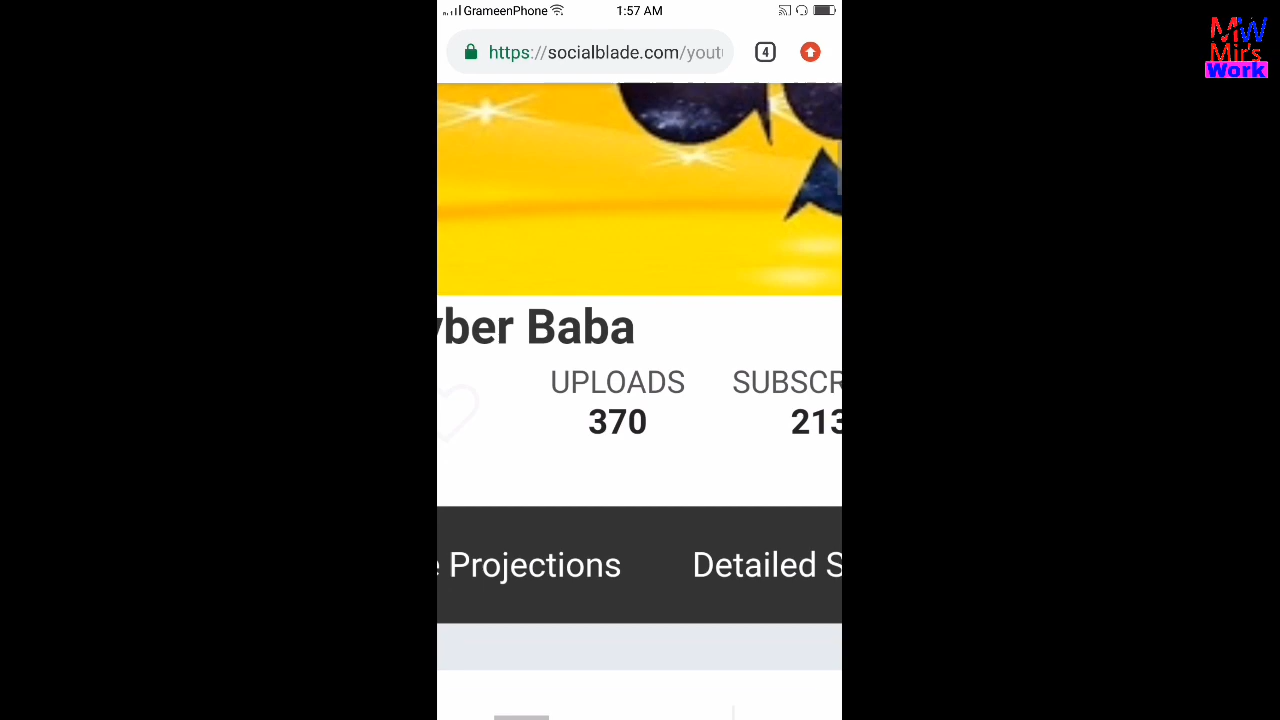 GrameenPhone 1:57 AM
https://socialblade.com/yout 4
MW
Mir's
Work
yber Baba
UPLOADS SUBSCR
370 213
e Projections Detailed S